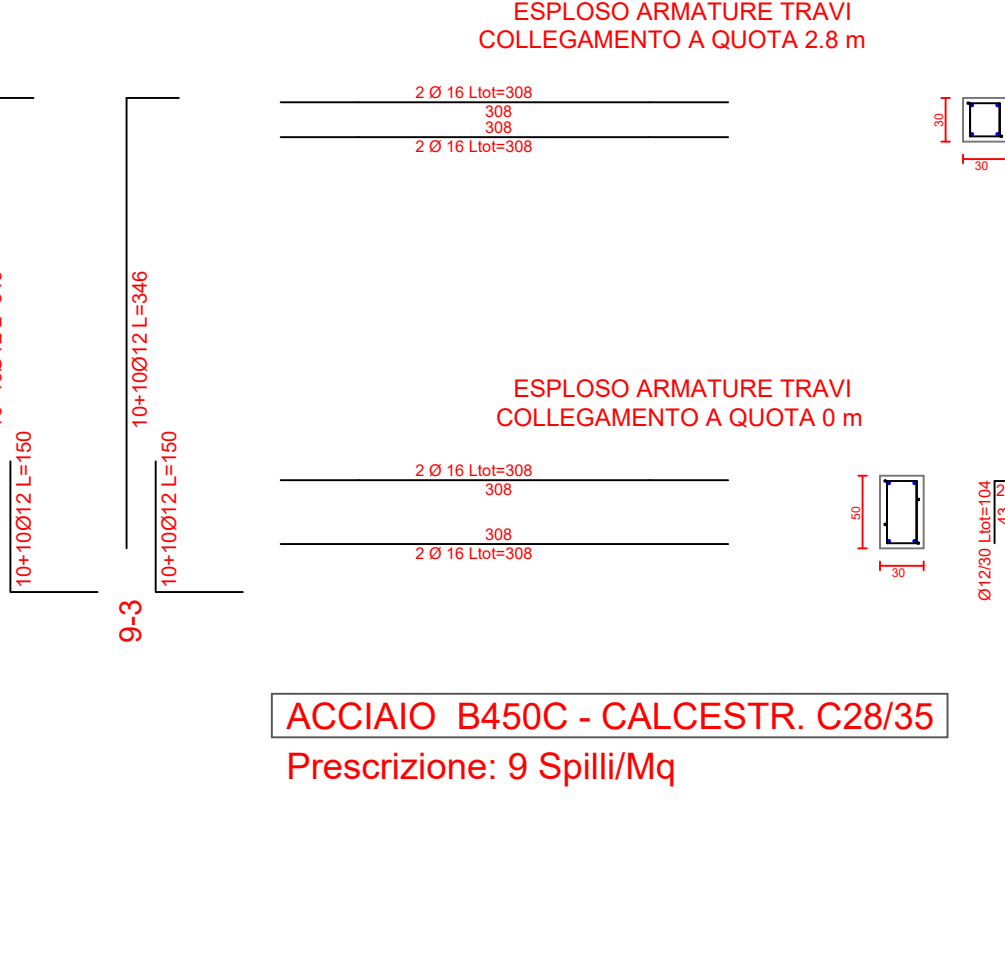 ESPLOSO ARMATURE TRAVI
COLLEGAMENTO A QUOTA 2.8 m
2 Ø 16 Ltot=308
308
308
2 Ø 16 Ltot=308
30
30
10+10Ø12 L=346
10+10Ø12 L=150
10+10Ø12 L=150
9-3
ESPLOSO ARMATURE TRAVI
COLLEGAMENTO A QUOTA 0 m
2 Ø 16 Ltot=308
308
308
2 Ø 16 Ltot=308
50
30
Ø12/30 Ltot=104
43
2
ACCIAIO B450C - CALCESTR. C28/35
Prescrizione: 9 Spilli/Mq